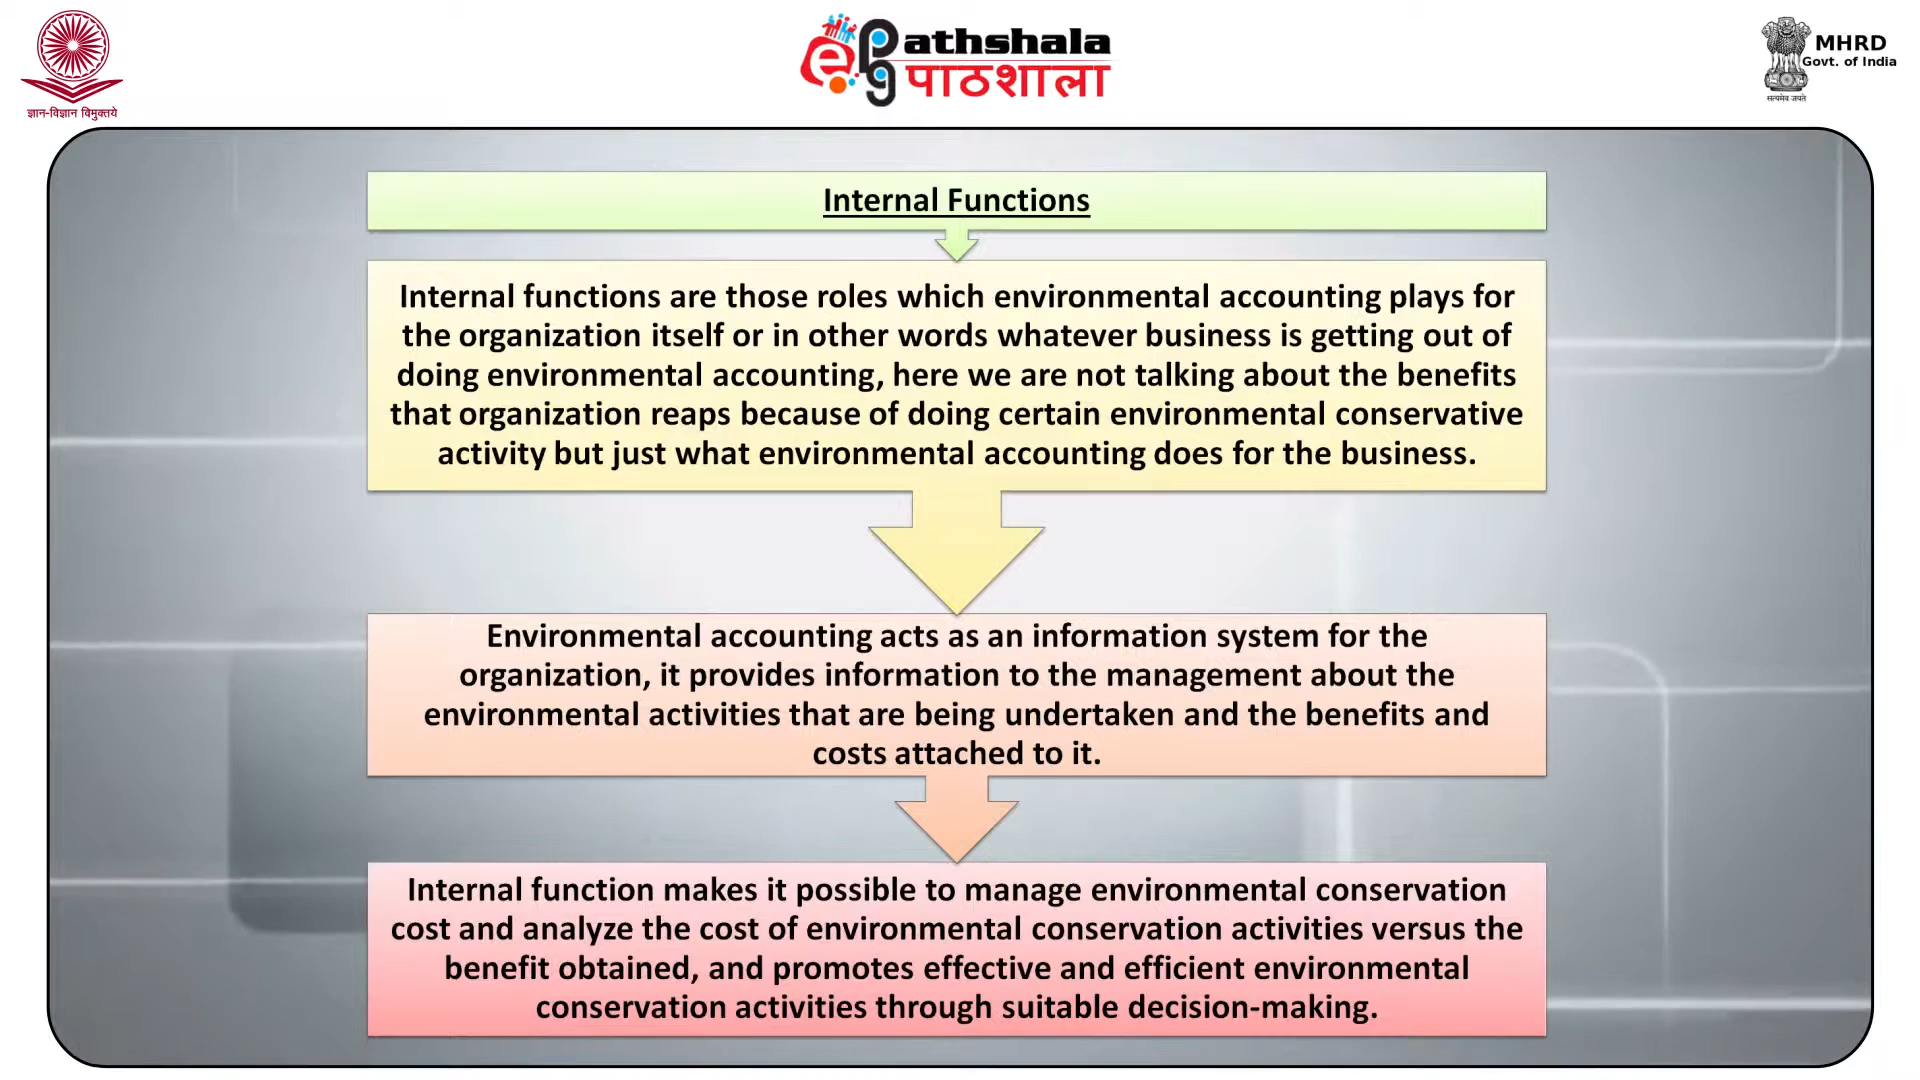 ज्ञान-विज्ञान विमुक्तये
ePG Pathshala
पाठशाला
MHRD
Govt. of India
सत्यमेव जयते
Internal Functions
Internal functions are those roles which environmental accounting plays for
the organization itself or in other words whatever business is getting out of
doing environmental accounting, here we are not talking about the benefits
that organization reaps because of doing certain environmental conservative
activity but just what environmental accounting does for the business.
Environmental accounting acts as an information system for the
organization, it provides information to the management about the
environmental activities that are being undertaken and the benefits and
costs attached to it.
Internal function makes it possible to manage environmental conservation
cost and analyze the cost of environmental conservation activities versus the
benefit obtained, and promotes effective and efficient environmental
conservation activities through suitable decision-making.